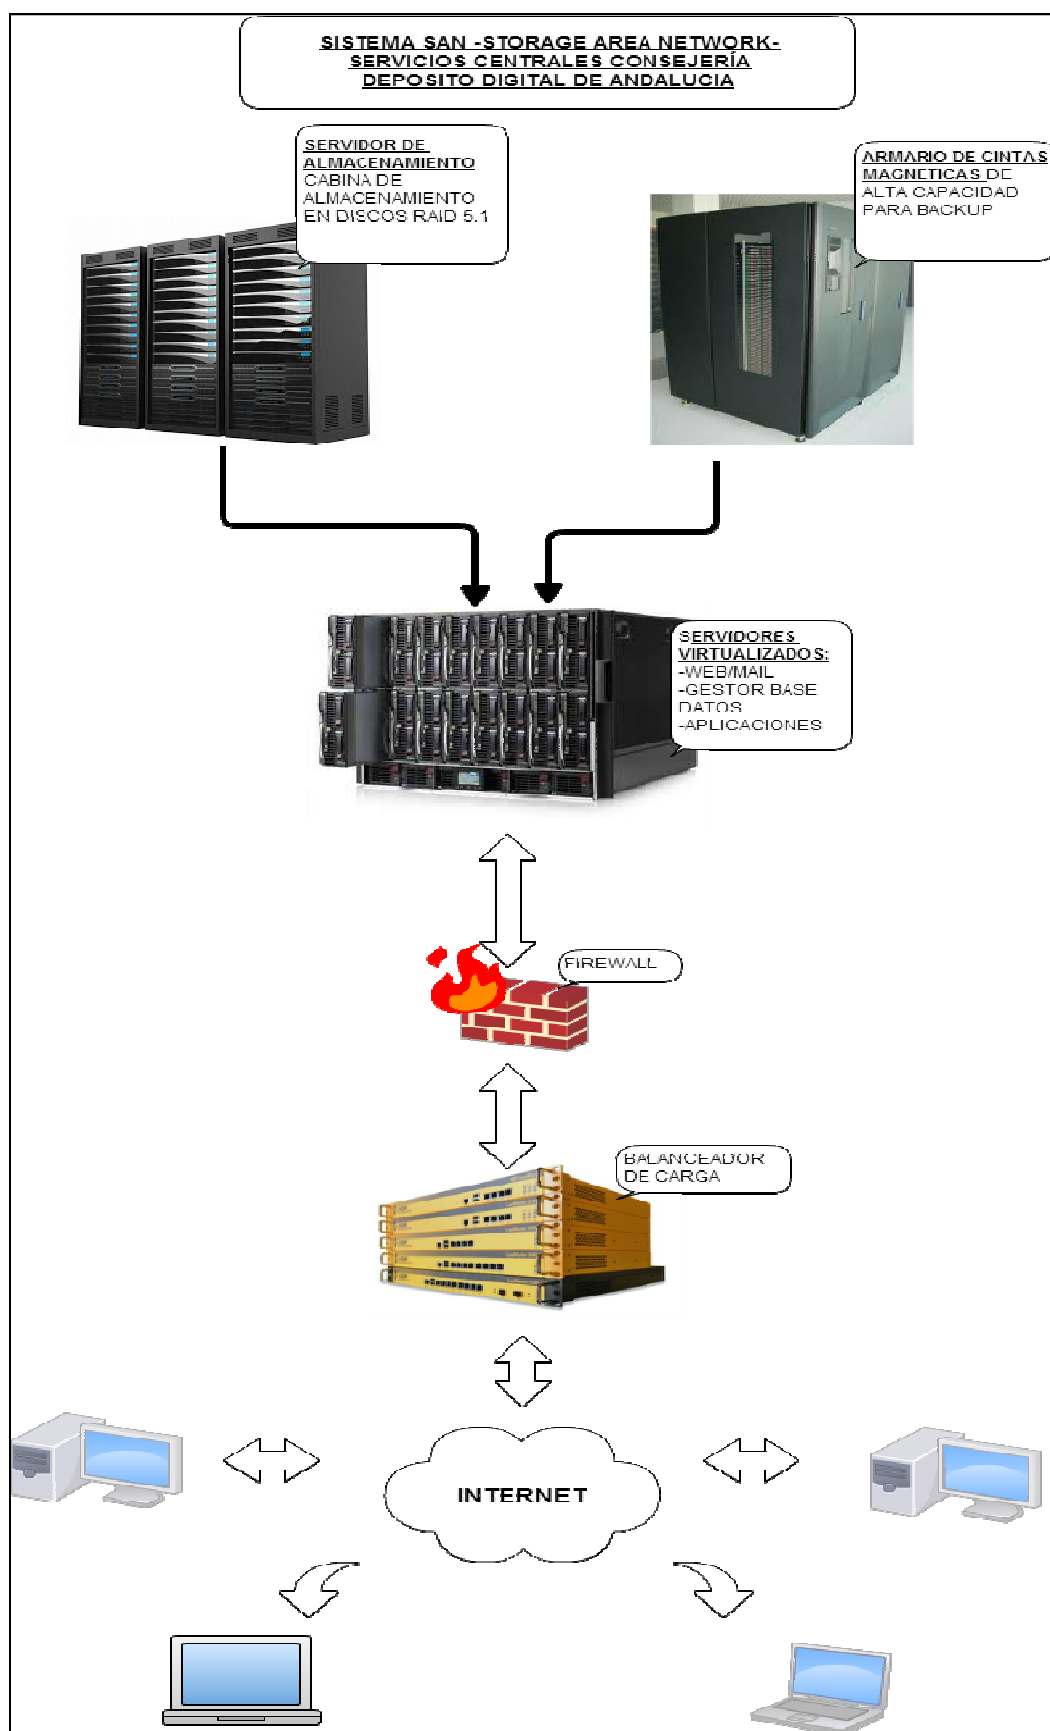 SISTEMA SAN -STORAGE AREA NETWORK-
SERVICIOS CENTRALES CONSEJERÍA
DEPOSITO DIGITAL DE ANDALUCIA
SERVIDOR DE
ALMACENAMIENTO
CABINA DE
ALMACENAMIENTO
EN DISCOS RAID 5.1
ARMARIO DE CINTAS
MAGNETICAS DE
ALTA CAPACIDAD
PARA BACKUP
SERVIDORES
VIRTUALIZADOS:
-WEB/MAIL
-GESTOR BASE
DATOS
-APLICACIONES
FIREWALL
BALANCEADOR
DE CARGA
INTERNET